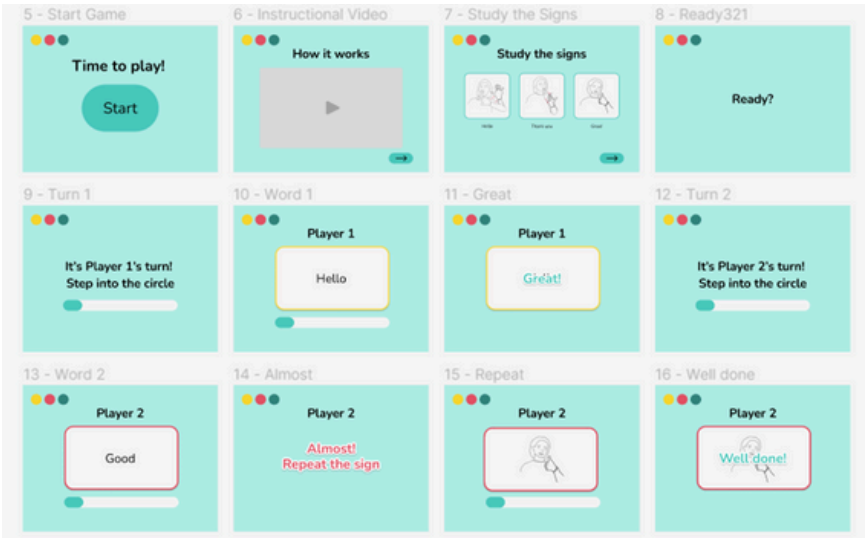 5 - Start Game
6 - Instructional Video
7 - Study the Signs
8 - Ready321
Time to play!
Start
How it works
Study the signs
Hello
Thank you
Good
Ready?
9 - Turn 1
10 - Word 1
11 - Great
12 - Turn 2
It's Player 1's turn!
Step into the circle
Player 1
Hello
Player 1
Great!
It's Player 2's turn!
Step into the circle
13 - Word 2
14 - Almost
15 - Repeat
16 - Well done
Player 2
Good
Player 2
Almost!
Repeat the sign
Player 2
Player 2
Well done!